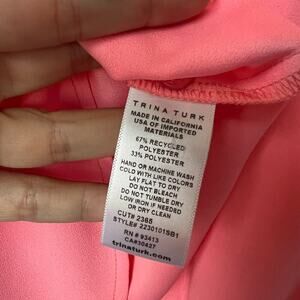 TRINA TURK
MADE IN CALIFORNIA
USA OF IMPORTED
MATERIALS
67% RECYCLED
POLYESTER
33% POLYESTER
HAND OR MACHINE WASH
COLD WITH LIKE COLORS
LAY FLAT TO DRY
DO NOT BLEACH
DO NOT TUMBLE DRY
LOW IRON IF NEEDED
OR DRY CLEAN
CUT# 2385
STYLE# 2230101SB1
RN # 93413
CA#30427
trinaturk.com